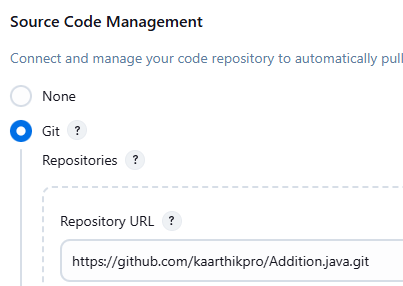 Source Code Management
Connect and manage your code repository to automatically pull
None
Git ?
Repositories ?
Repository URL ?
https://github.com/kaarthikpro/Addition.java.git